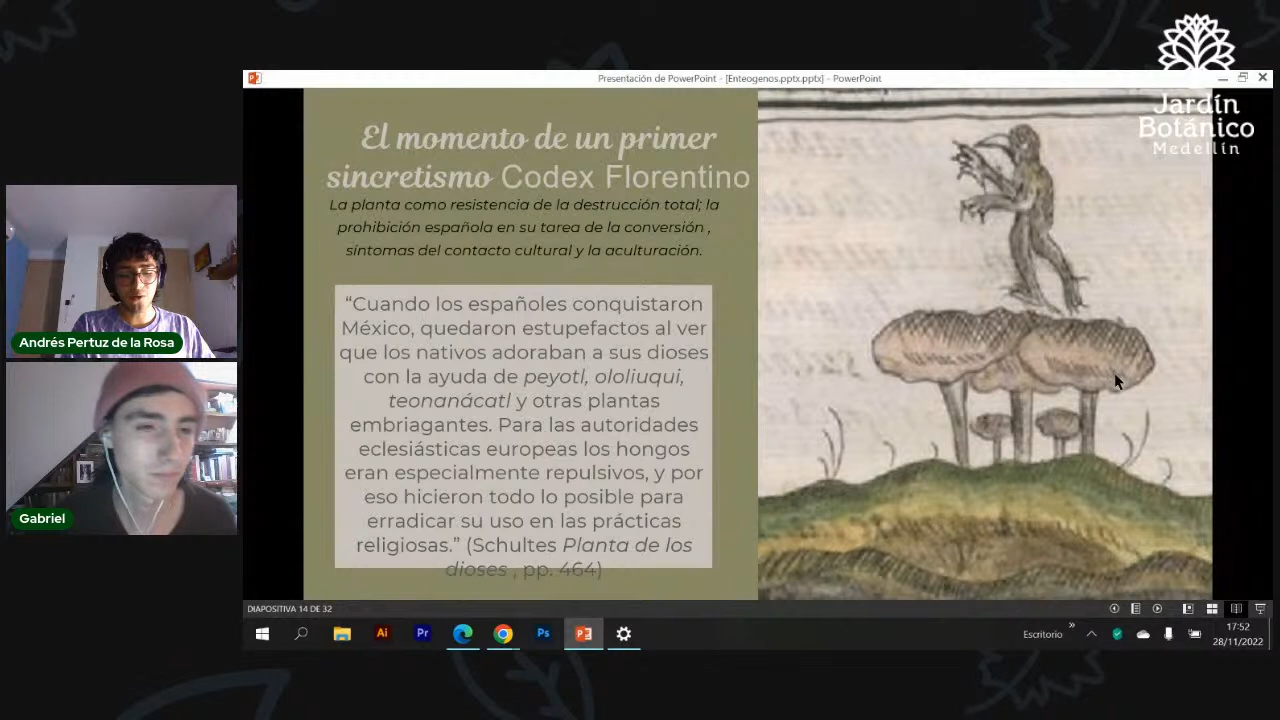 Presentación de PowerPoint - [Enteogenos.pptx.pptx] - PowerPoint
Jardín
Botánico
Medellín
El momento de un primer
sincretismo Codex Florentino
La planta como resistencia de la destrucción total; la
prohibición española en su tarea de la conversión ,
síntomas del contacto cultural y la aculturación.
“Cuando los españoles conquistaron
México, quedaron estupefactos al ver
que los nativos adoraban a sus dioses
con la ayuda de peyotl, ololiuqui,
teonanácatl y otras plantas
embriagantes. Para las autoridades
eclesiásticas europeas los hongos
eran especialmente repulsivos, y por
eso hicieron todo lo posible para
erradicar su uso en las prácticas
religiosas.” (Schultes Planta de los
dioses , pp. 464)
Andrés Pertuz de la Rosa
Gabriel
DIAPOSITIVA 14 DE 32
Ai
Pr
Ps
Escritorio
17:52
28/11/2022